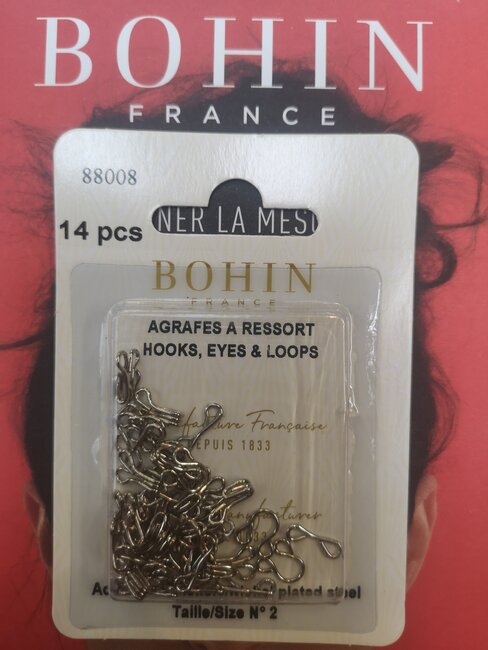 BOHIN
FRANCE
88008
14 pcs
NER LA MES
BOHIN
FRANCE
AGRAFES A RESSORT
HOOKS, EYES & LOOPS
Française
DEPUIS 1833
plated steel
Taille/Size N° 2